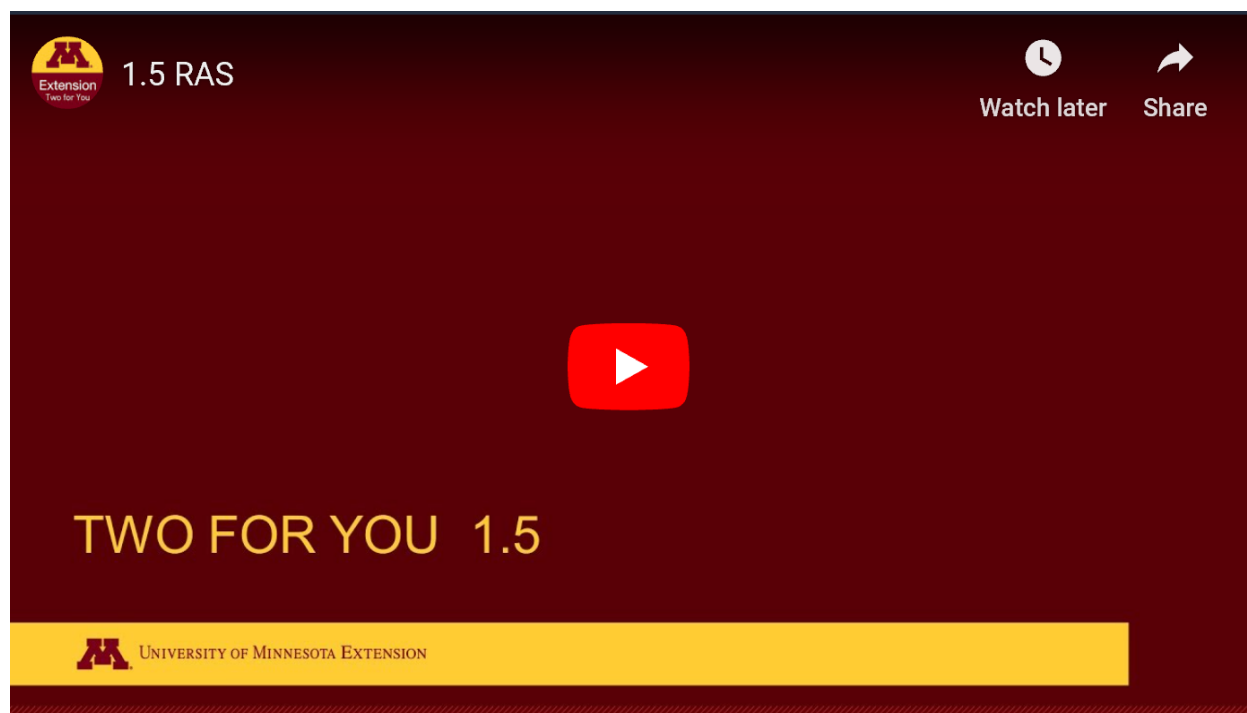 M
Extension
Two for You
1.5 RAS
Watch later
Share
TWO FOR YOU 1.5
M
UNIVERSITY OF MINNESOTA EXTENSION